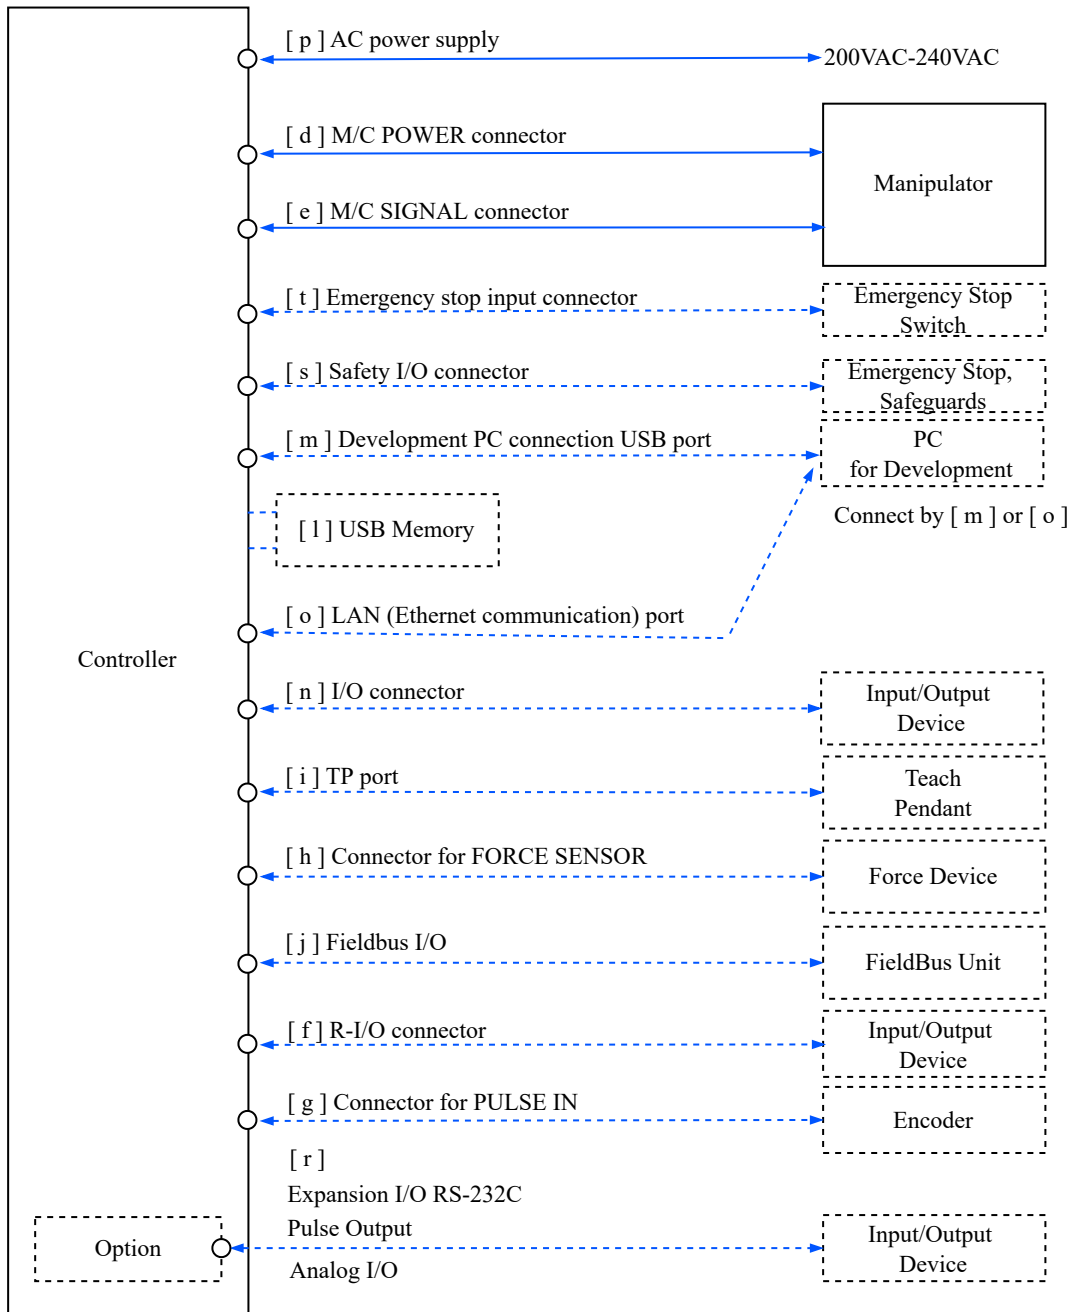 [ p ] AC power supply
200VAC-240VAC
[ d ] M/C POWER connector
Manipulator
[ e ] M/C SIGNAL connector
[ t ] Emergency stop input connector
Emergency Stop
Switch
[ s ] Safety I/O connector
Emergency Stop,
Safeguards
[ m ] Development PC connection USB port
PC
for Development
Connect by [ m ] or [ o ]
[ l ] USB Memory
[ o ] LAN (Ethernet communication) port
Controller
[ n ] I/O connector
Input/Output
Device
[ i ] TP port
Teach
Pendant
[ h ] Connector for FORCE SENSOR
Force Device
[ j ] Fieldbus I/O
FieldBus Unit
[ f ] R-I/O connector
Input/Output
Device
[ g ] Connector for PULSE IN
Encoder
[ r ]
Expansion I/O RS-232C
Pulse Output
Analog I/O
Option
Input/Output
Device